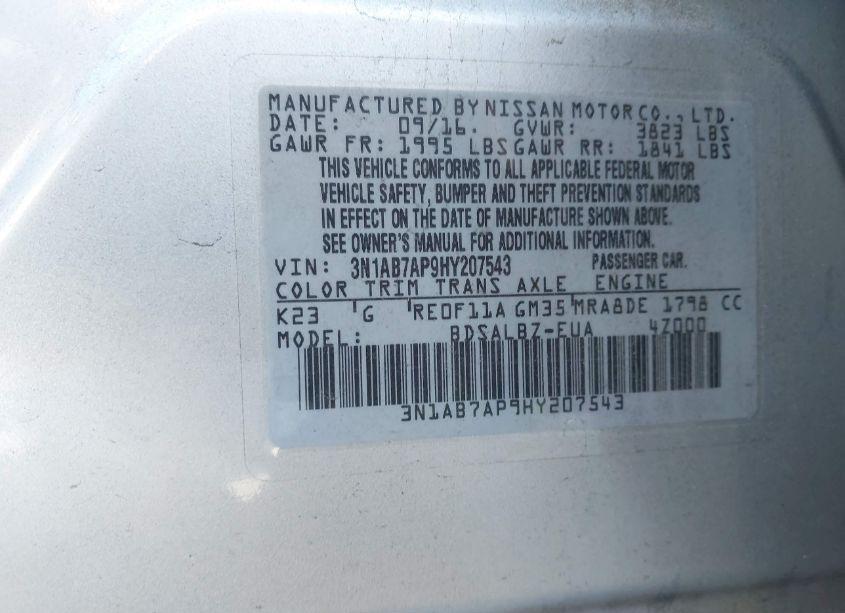 MANUFACTURED BY NISSAN MOTOR CO., LTD.
DATE: 09/16. GVWR: 3823 LBS
GAWR FR: 1995 LBS GAWR RR: 1841 LBS
THIS VEHICLE CONFORMS TO ALL APPLICABLE FEDERAL MOTOR
VEHICLE SAFETY, BUMPER AND THEFT PREVENTION STANDARDS
IN EFFECT ON THE DATE OF MANUFACTURE SHOWN ABOVE.
SEE OWNER'S MANUAL FOR ADDITIONAL INFORMATION.
VIN: 3N1AB7AP9HY207543 PASSENGER CAR.
COLOR TRIM TRANS AXLE ENGINE
K23 G RE0F11A GM35 MRA8DE 1798 CC
MODEL: BDSALBZ-EUA 4Z000
3N1AB7AP9HY207543